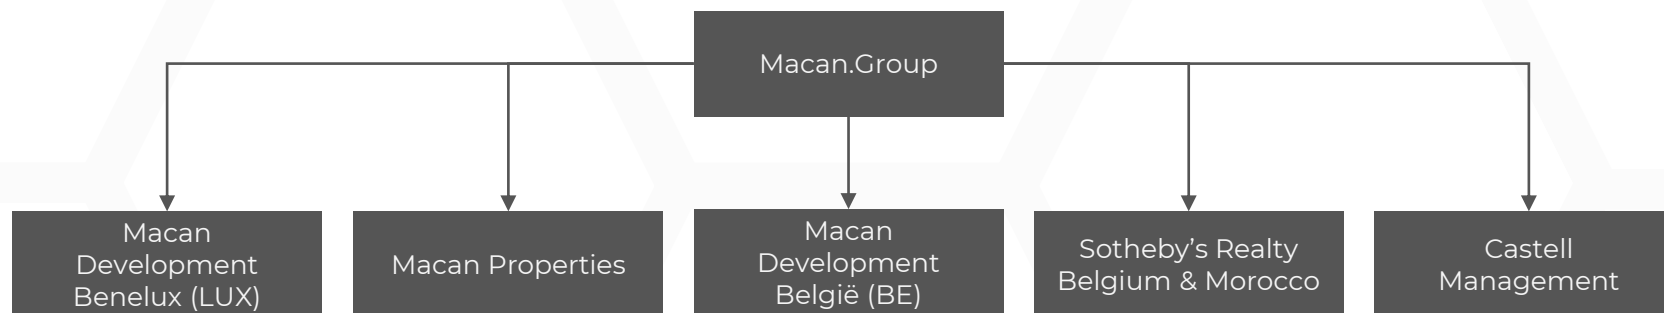 Macan.Group
Macan
Development
Benelux (LUX)
Macan Properties
Macan
Development
België (BE)
Sotheby’s Realty
Belgium & Morocco
Castell
Management